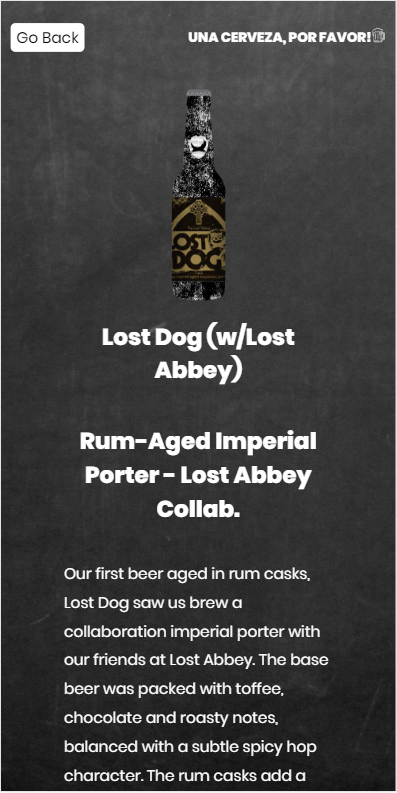 Go Back
UNA CERVEZA, POR FAVOR!
LOST
DOG
Lost Dog (w/Lost
Abbey)
Rum-Aged Imperial
Porter - Lost Abbey
Collab.
Our first beer aged in rum casks,
Lost Dog saw us brew a
collaboration imperial porter with
our friends at Lost Abbey. The base
beer was packed with toffee,
chocolate and roasty notes,
balanced with a subtle spicy hop
character. The rum casks add a